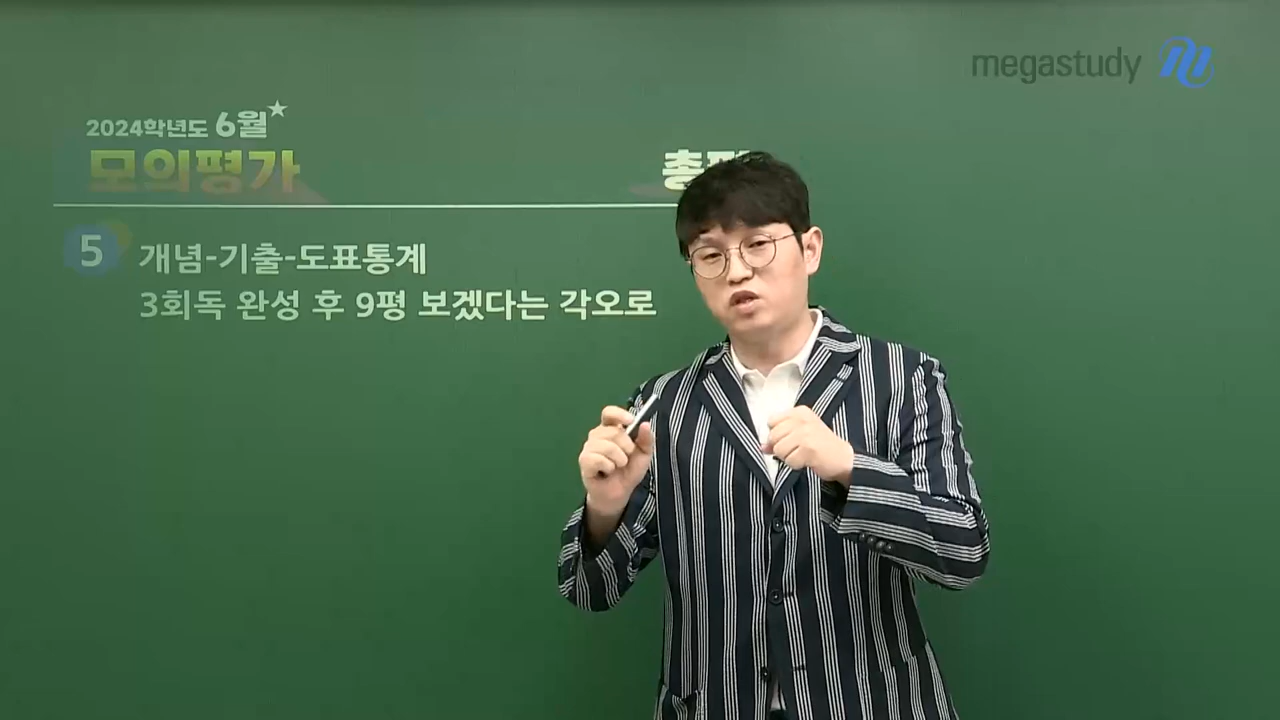 megastudy
2024학년도 6월
모의평가
총평
5
개념-기출-도표통계
3회독 완성 후 9평 보겠다는 각오로